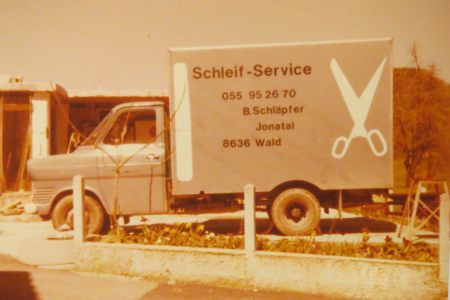 Schleif-Service
055 95 26 70
B.Schläpfer
Jonatal
8636 Wald